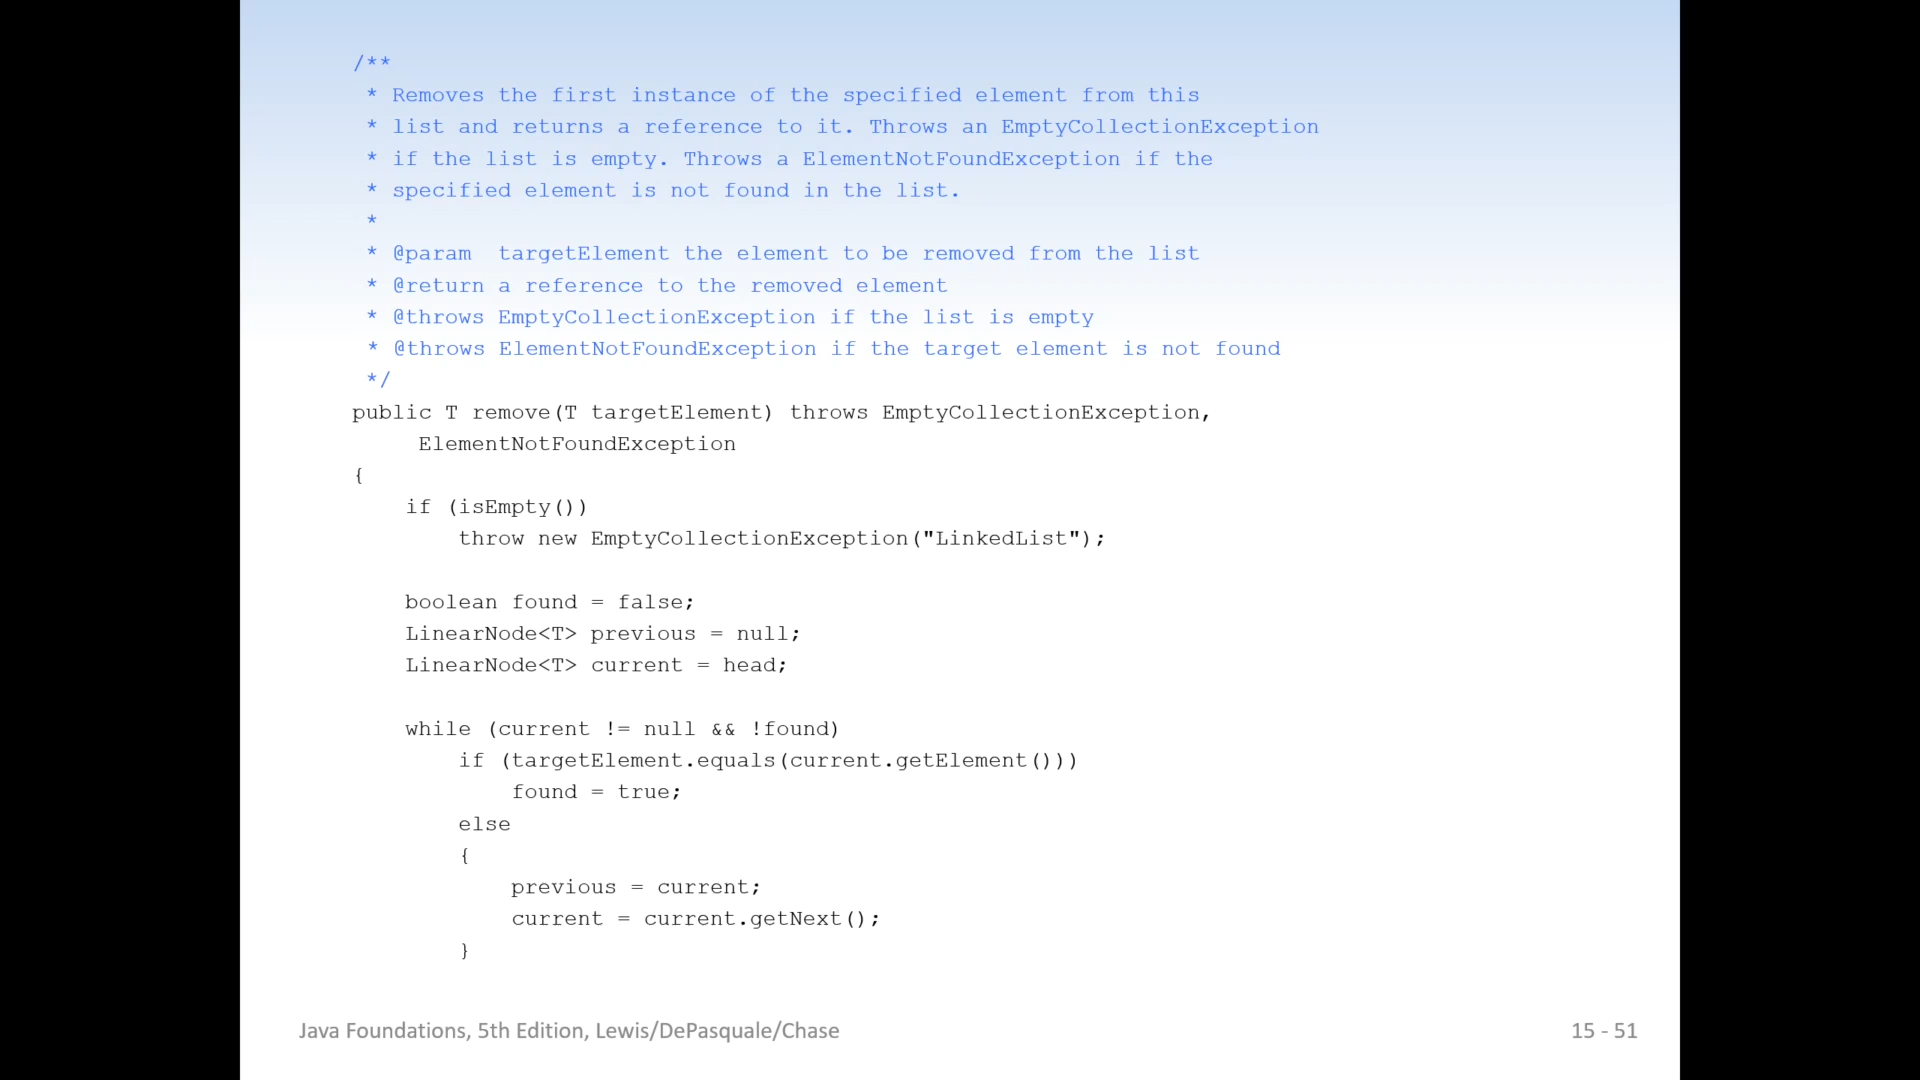 /**
 * Removes the first instance of the specified element from this
 * list and returns a reference to it. Throws an EmptyCollectionException
 * if the list is empty. Throws a ElementNotFoundException if the
 * specified element is not found in the list.
 *
 * @param  targetElement the element to be removed from the list
 * @return a reference to the removed element
 * @throws EmptyCollectionException if the list is empty
 * @throws ElementNotFoundException if the target element is not found
 */
public T remove(T targetElement) throws EmptyCollectionException,
     ElementNotFoundException
{
    if (isEmpty())
        throw new EmptyCollectionException("LinkedList");

    boolean found = false;
    LinearNode<T> previous = null;
    LinearNode<T> current = head;

    while (current != null && !found)
        if (targetElement.equals(current.getElement()))
            found = true;
        else
        {
            previous = current;
            current = current.getNext();
        }
Java Foundations, 5th Edition, Lewis/DePasquale/Chase
15 - 51